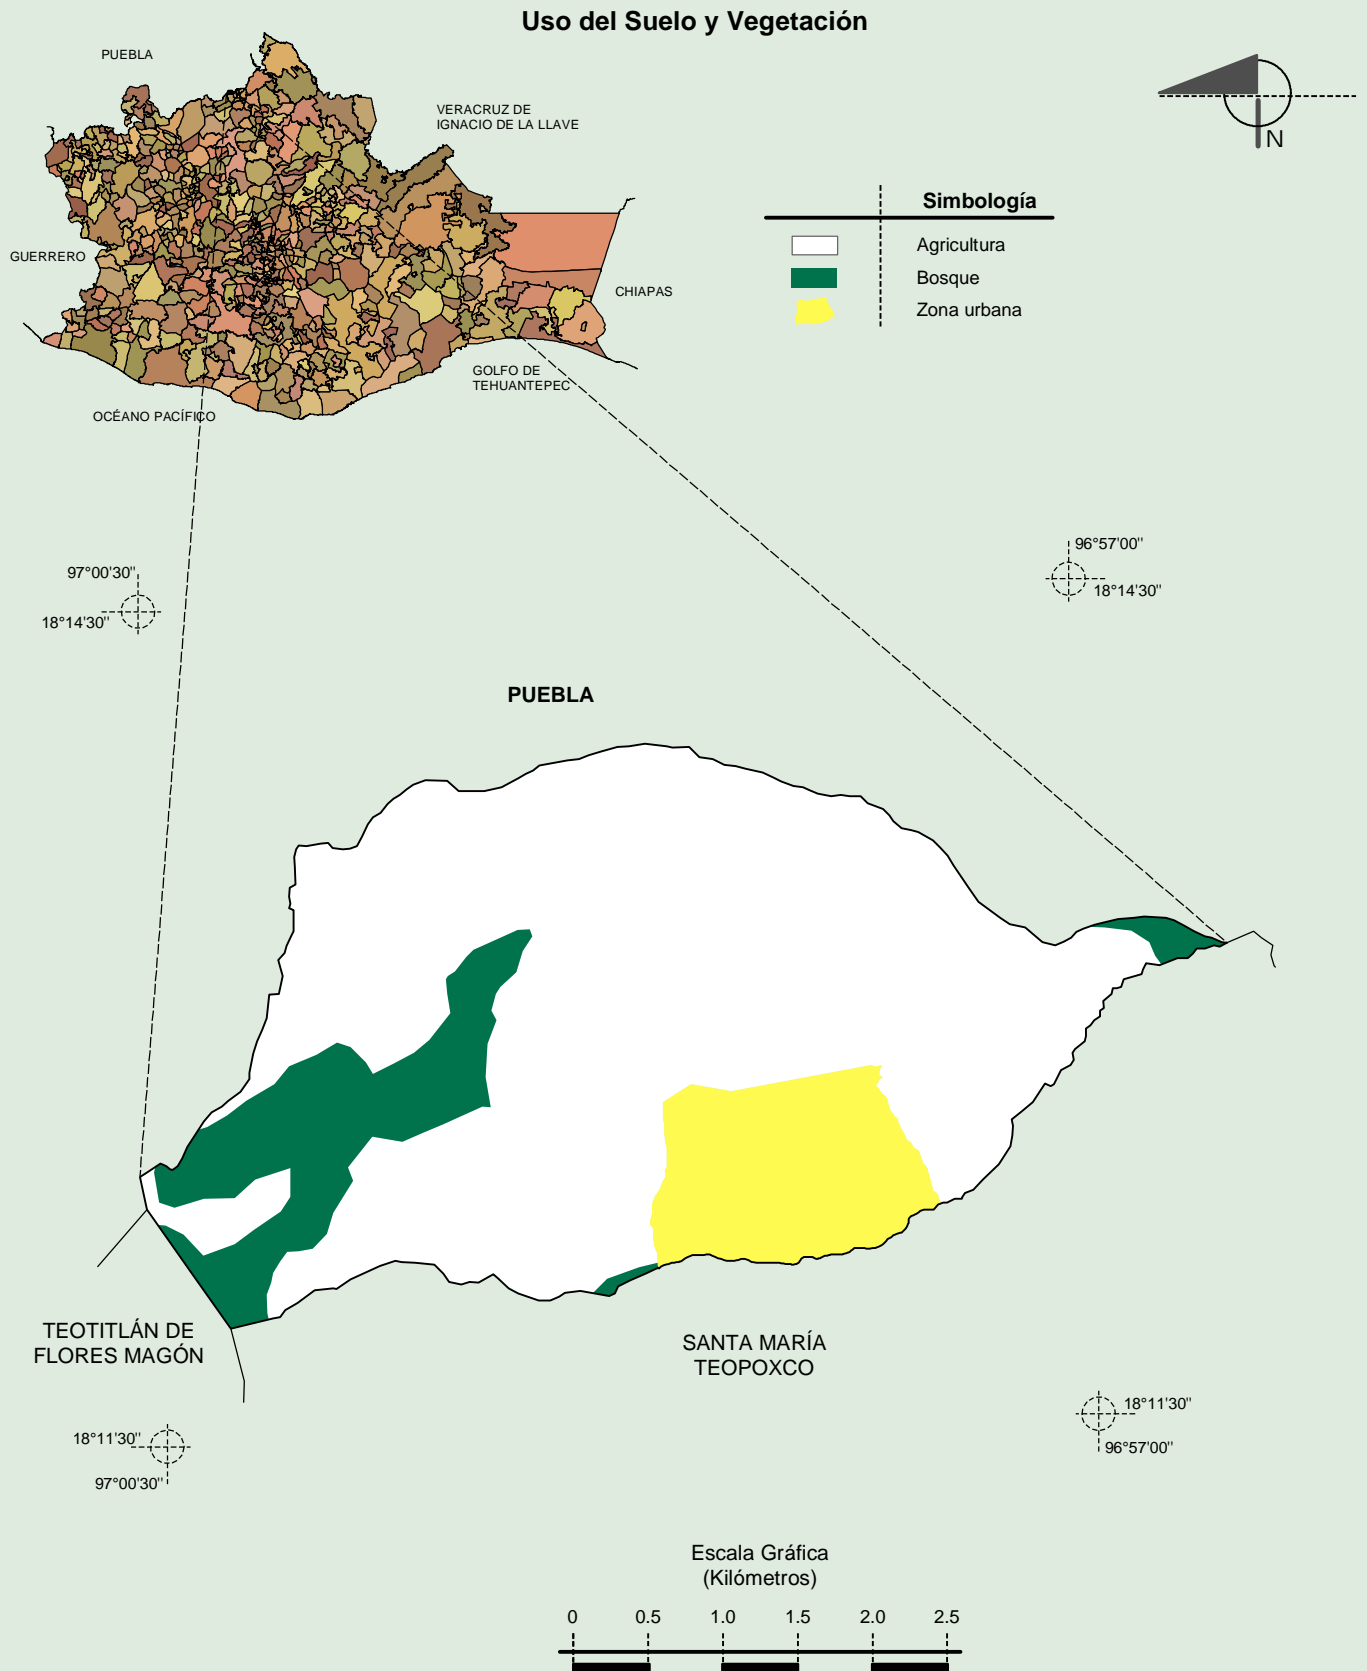 Uso del Suelo y Vegetación
PUEBLA
VERACRUZ DE
IGNACIO DE LA LLAVE
GUERRERO
CHIAPAS
GOLFO DE
TEHUANTEPEC
OCÉANO PACÍFICO
N
Simbología
Agricultura
Bosque
Zona urbana
97°00'30"
18°14'30"
96°57'00"
18°14'30"
PUEBLA
TEOTITLÁN DE
FLORES MAGÓN
SANTA MARÍA
TEOPOXCO
18°11'30"
97°00'30"
18°11'30"
96°57'00"
Escala Gráfica
(Kilómetros)
0 0.5 1.0 1.5 2.0 2.5